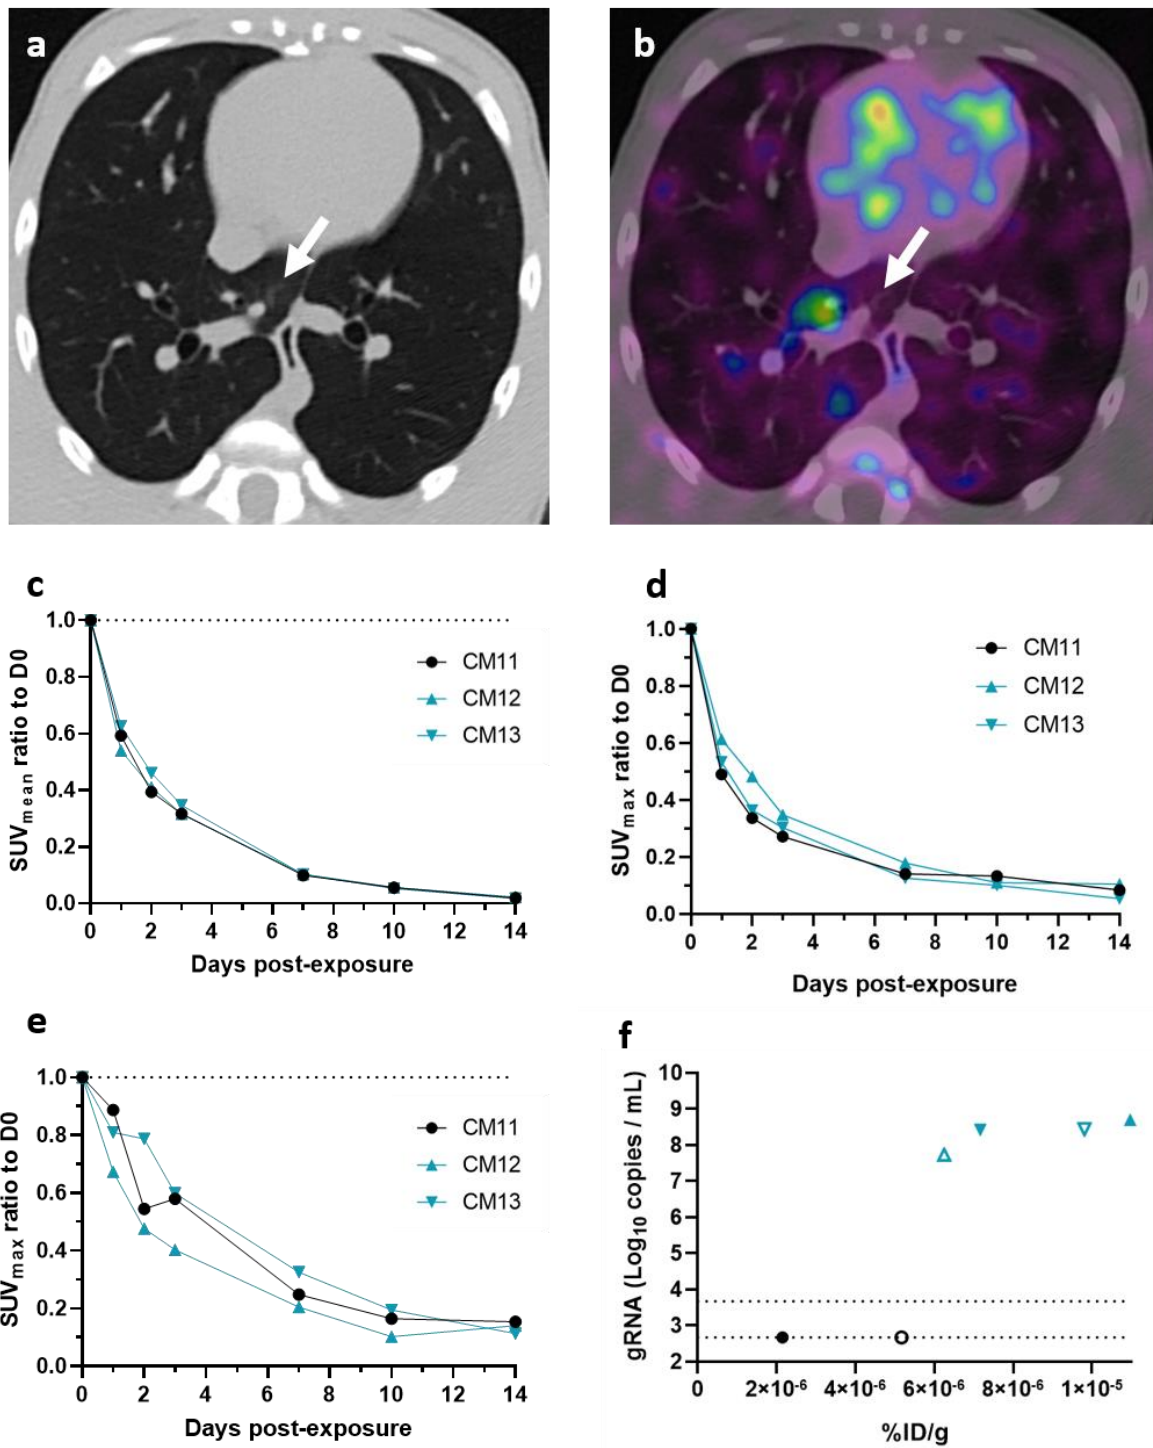 a
b
c
SUVmean ratio to D0
1.0
0.8
0.6
0.4
0.2
0.0
0 2 4 6 8 10 12 14
Days post-exposure
CM11
CM12
CM13
d
SUVmax ratio to D0
1.0
0.8
0.6
0.4
0.2
0.0
0 2 4 6 8 10 12 14
Days post-exposure
CM11
CM12
CM13
e
SUVmax ratio to D0
1.0
0.8
0.6
0.4
0.2
0.0
0 2 4 6 8 10 12 14
Days post-exposure
CM11
CM12
CM13
f
gRNA (Log10 copies / mL)
10
9
8
7
6
5
4
3
2
0 2×10-6 4×10-6 6×10-6 8×10-6 1×10-5
%ID/g